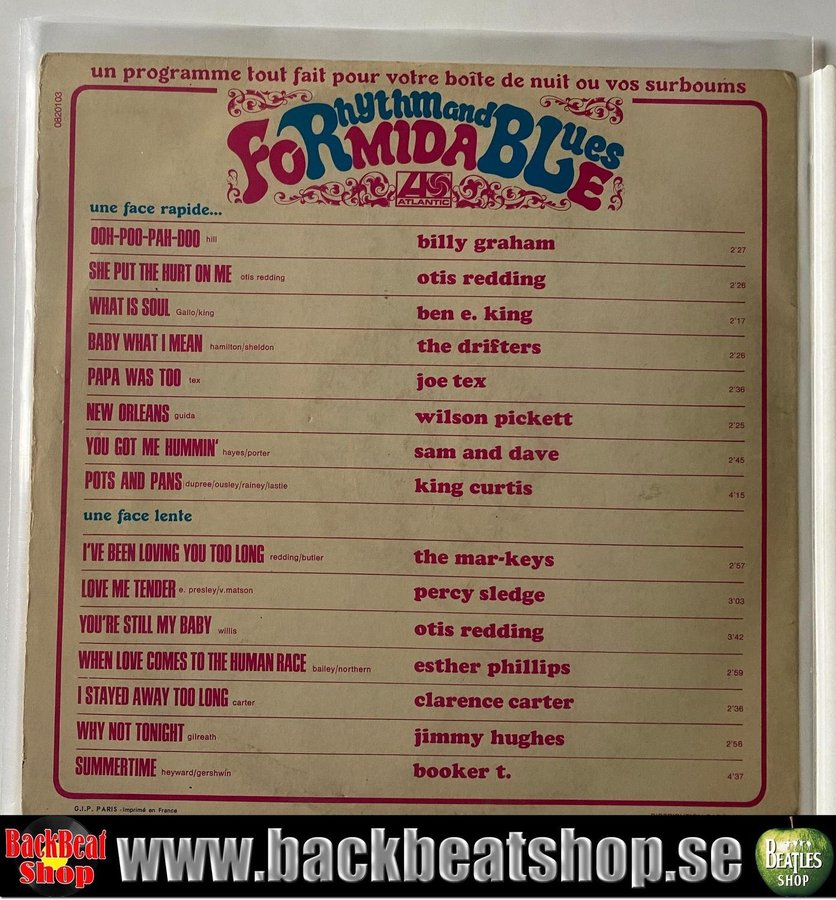 un programme tout fait pour votre boîte de nuit ou vos surboums
0820103
Rhythm and Blues
FoRMIDABLE
ATLANTIC
une face rapide...
OOH-POO-PAH-DOO hill billy graham 2'27
SHE PUT THE HURT ON ME otis redding otis redding 2'26
WHAT IS SOUL Gallo/king ben e. king 2'17
BABY WHAT I MEAN hamilton/sheldon the drifters 2'26
PAPA WAS TOO tex joe tex 2'36
NEW ORLEANS guida wilson pickett 2'25
YOU GOT ME HUMMIN' hayes/porter sam and dave 2'45
POTS AND PANS dupree/ousley/rainey/lastie king curtis 4'15
une face lente
I'VE BEEN LOVING YOU TOO LONG redding/butler the mar-keys 2'57
LOVE ME TENDER e. presley/v.matson percy sledge 3'03
YOU'RE STILL MY BABY willis otis redding 3'42
WHEN LOVE COMES TO THE HUMAN RACE bailey/northern esther phillips 2'59
I STAYED AWAY TOO LONG carter clarence carter 2'36
WHY NOT TONIGHT gilreath jimmy hughes 2'56
SUMMERTIME heyward/gershwin booker t. 4'37
G.I.P. PARIS - Imprimé en France
BackBeat Shop
www.backbeatshop.se
BEATLES SHOP